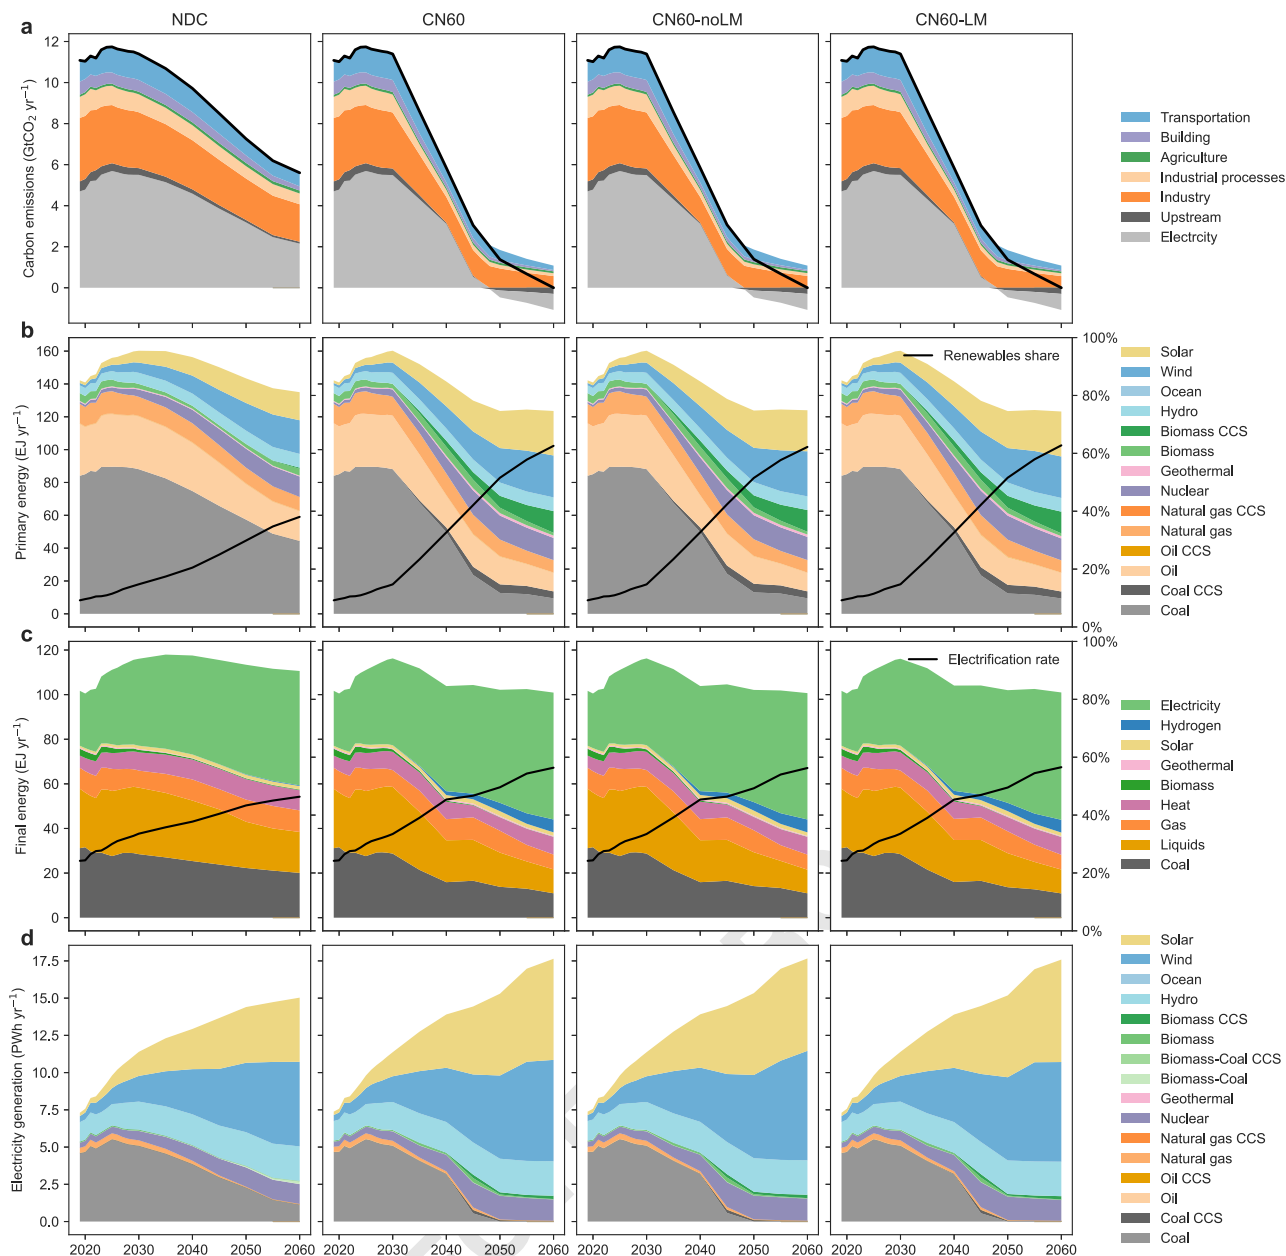 a
NDC
CN60
CN60-noLM
CN60-LM
Carbon emissions (GtCO₂ yr⁻¹)
12
10
8
6
4
2
0
Transportation
Building
Agriculture
Industrial processes
Industry
Upstream
Electrcity
b
Primary energy (EJ yr⁻¹)
160
140
120
100
80
60
40
20
0
Renewables share
100%
80%
60%
40%
20%
0%
Solar
Wind
Ocean
Hydro
Biomass CCS
Biomass
Geothermal
Nuclear
Natural gas CCS
Natural gas
Oil CCS
Oil
Coal CCS
Coal
c
Final energy (EJ yr⁻¹)
120
100
80
60
40
20
0
Electrification rate
100%
80%
60%
40%
20%
0%
Electricity
Hydrogen
Solar
Geothermal
Biomass
Heat
Gas
Liquids
Coal
d
Electricity generation (PWh yr⁻¹)
17.5
15.0
12.5
10.0
7.5
5.0
2.5
0.0
2020 2030 2040 2050 2060
2020 2030 2040 2050 2060
2020 2030 2040 2050 2060
2020 2030 2040 2050 2060
Solar
Wind
Ocean
Hydro
Biomass CCS
Biomass
Biomass-Coal CCS
Biomass-Coal
Geothermal
Nuclear
Natural gas CCS
Natural gas
Oil CCS
Oil
Coal CCS
Coal